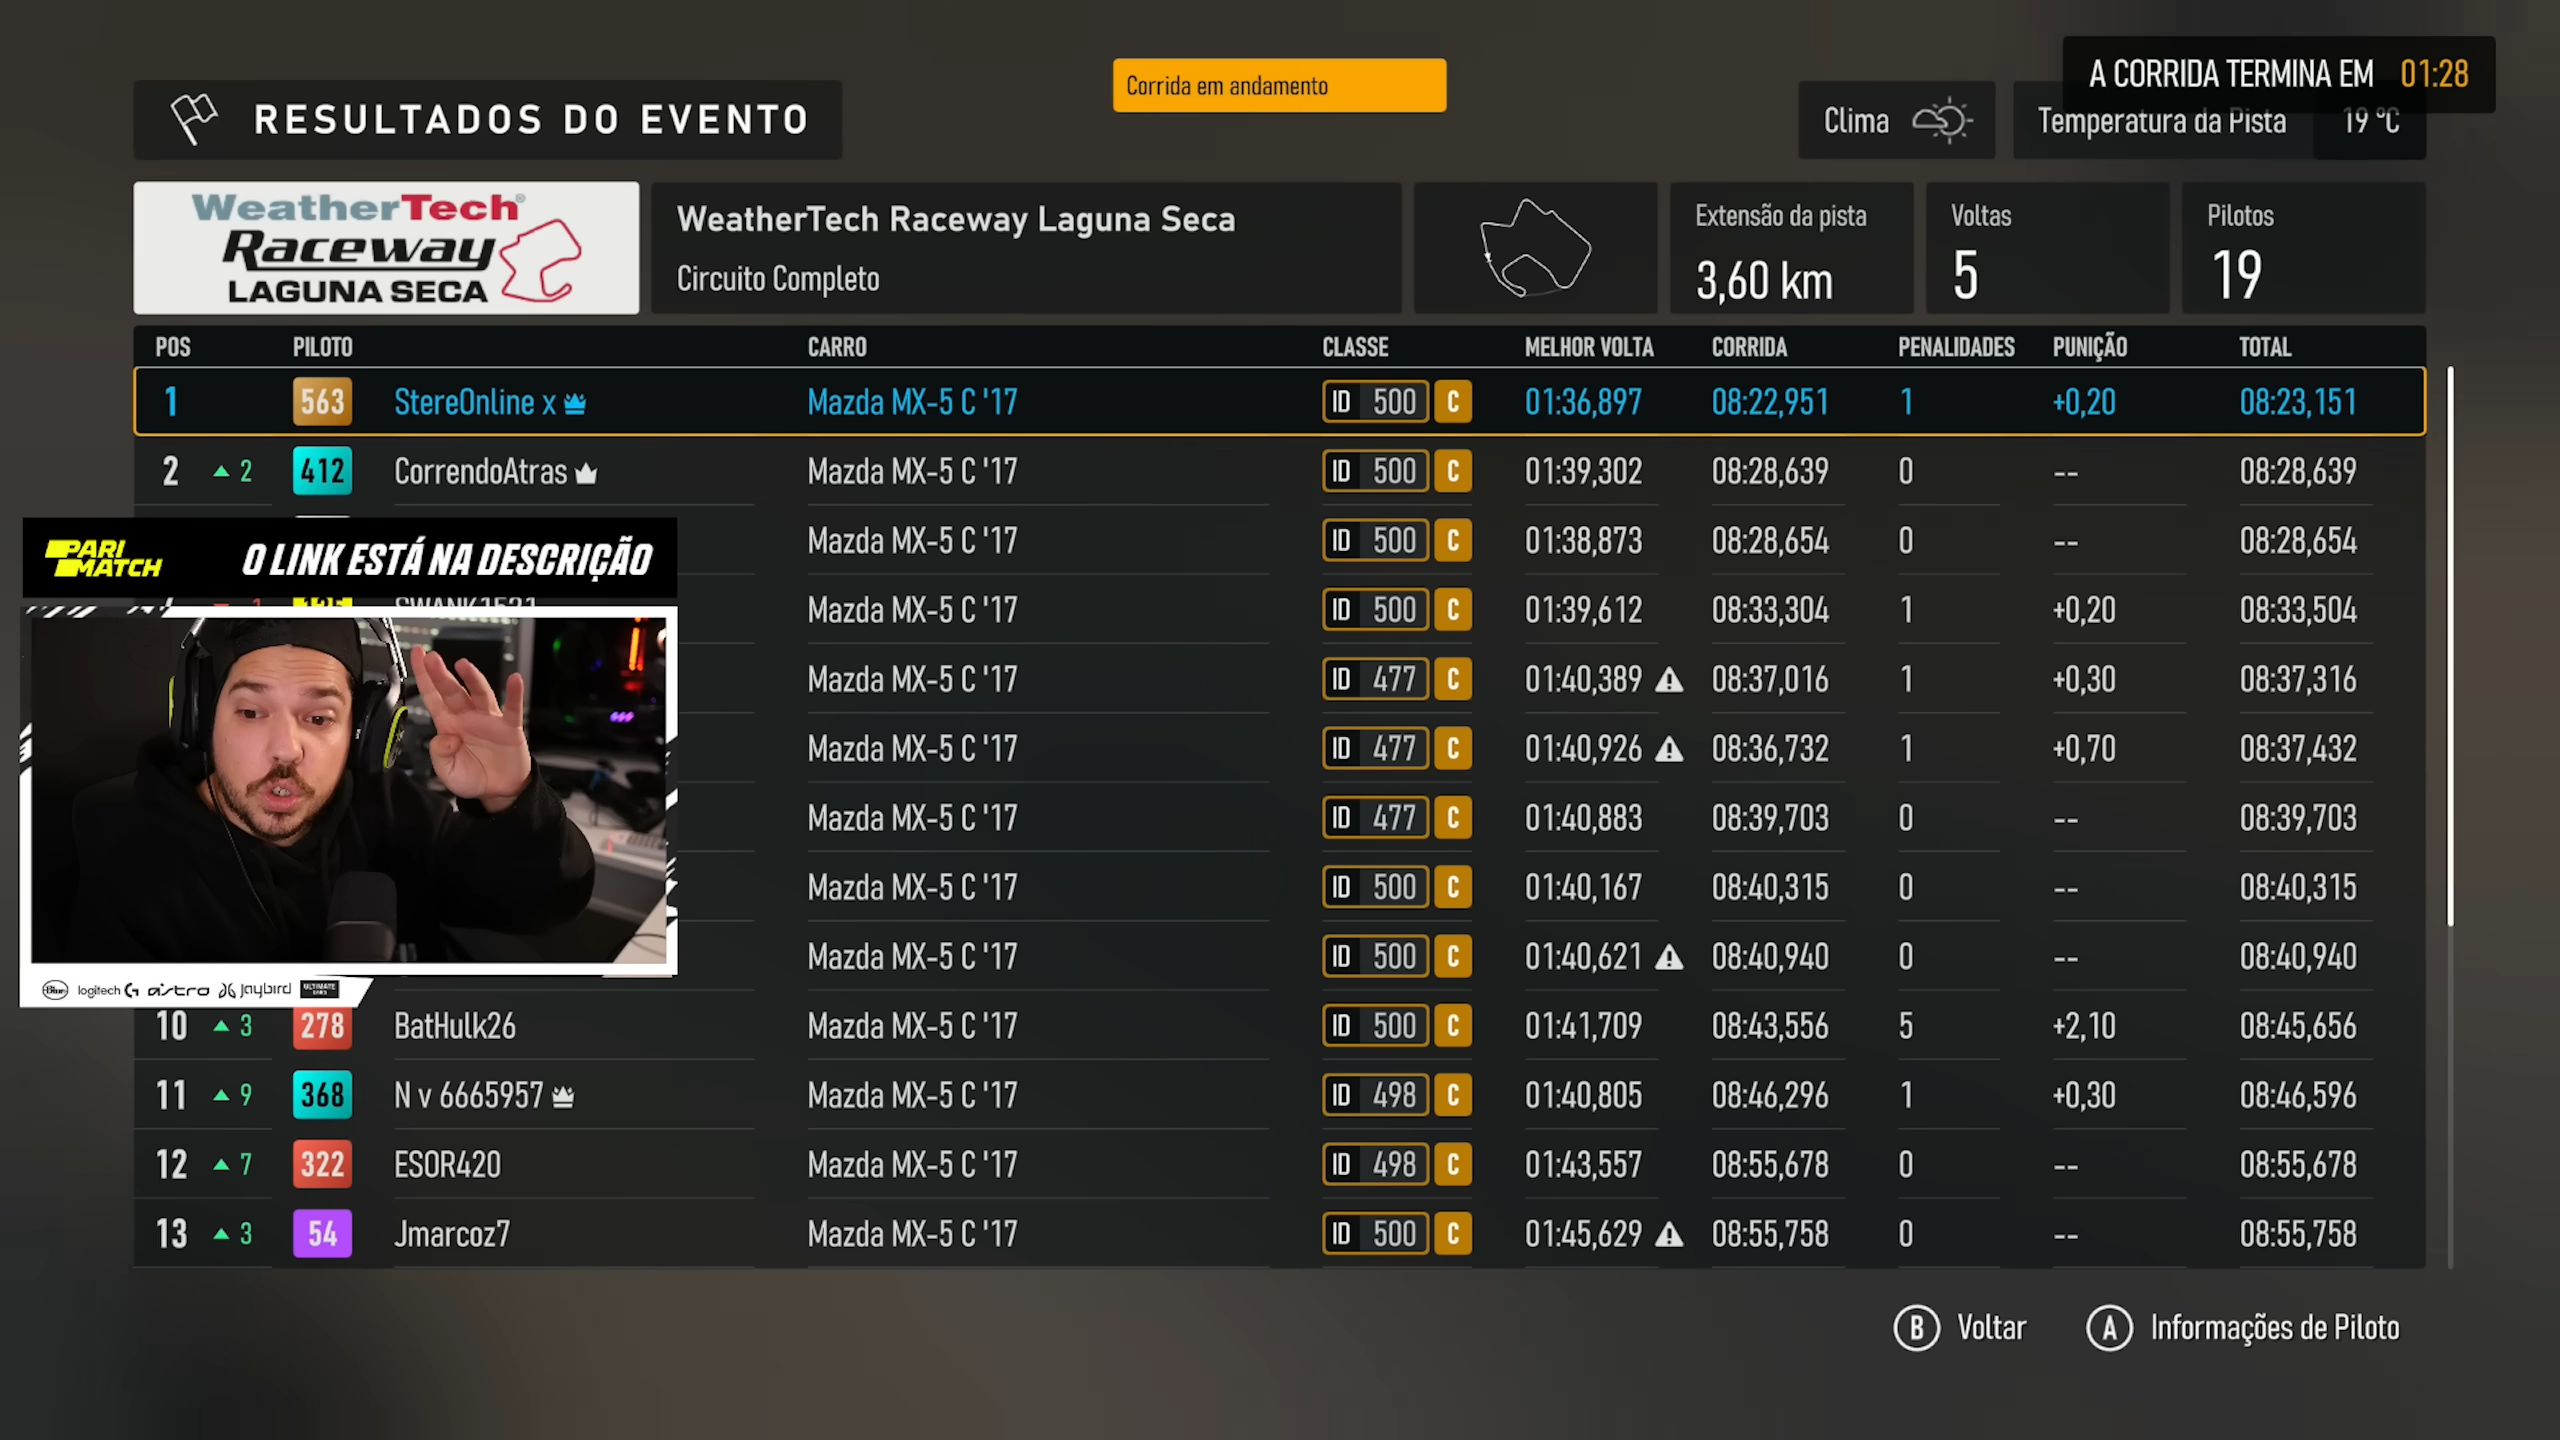 A CORRIDA TERMINA EM 01:28
Corrida em andamento
RESULTADOS DO EVENTO
Clima
Temperatura da Pista 19 °C
WeatherTech
Raceway
LAGUNA SECA
WeatherTech Raceway Laguna Seca
Circuito Completo
Extensão da pista
3,60 km
Voltas
5
Pilotos
19
POS PILOTO CARRO CLASSE MELHOR VOLTA CORRIDA PENALIDADES PUNIÇÃO TOTAL
1 563 StereOnline x Mazda MX-5 C '17 ID 500 C 01:36,897 08:22,951 1 +0,20 08:23,151
2 2 412 CorrendoAtras Mazda MX-5 C '17 ID 500 C 01:39,302 08:28,639 0 -- 08:28,639
Mazda MX-5 C '17 ID 500 C 01:38,873 08:28,654 0 -- 08:28,654
PARI MATCH O LINK ESTÁ NA DESCRIÇÃO
Mazda MX-5 C '17 ID 500 C 01:39,612 08:33,304 1 +0,20 08:33,504
Mazda MX-5 C '17 ID 477 C 01:40,389 08:37,016 1 +0,30 08:37,316
Mazda MX-5 C '17 ID 477 C 01:40,926 08:36,732 1 +0,70 08:37,432
Mazda MX-5 C '17 ID 477 C 01:40,883 08:39,703 0 -- 08:39,703
Mazda MX-5 C '17 ID 500 C 01:40,167 08:40,315 0 -- 08:40,315
Mazda MX-5 C '17 ID 500 C 01:40,621 08:40,940 0 -- 08:40,940
Blue logitech G ASTRO jaybird ULTIMATE EARS
10 3 278 BatHulk26 Mazda MX-5 C '17 ID 500 C 01:41,709 08:43,556 5 +2,10 08:45,656
11 9 368 N v 6665957 Mazda MX-5 C '17 ID 498 C 01:40,805 08:46,296 1 +0,30 08:46,596
12 7 322 ESOR420 Mazda MX-5 C '17 ID 498 C 01:43,557 08:55,678 0 -- 08:55,678
13 3 54 Jmarcoz7 Mazda MX-5 C '17 ID 500 C 01:45,629 08:55,758 0 -- 08:55,758
B Voltar A Informações de Piloto